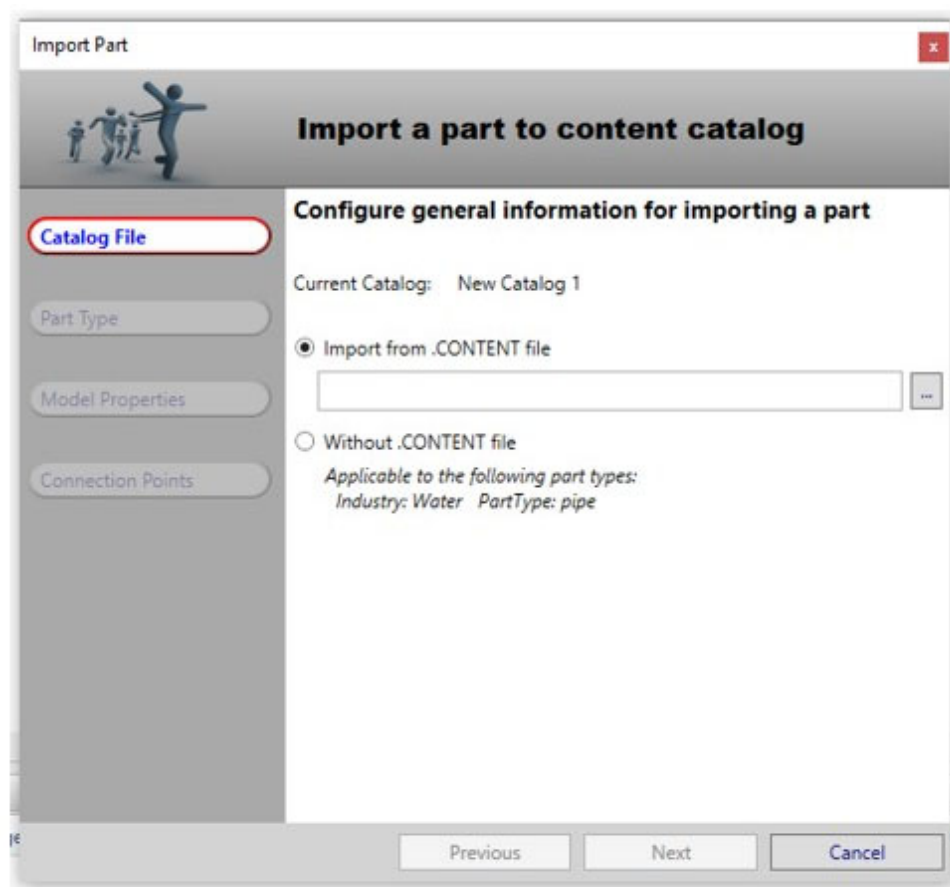 Import Part
x
Import a part to content catalog
Catalog File
Part Type
Model Properties
Connection Points
Configure general information for importing a part
Current Catalog: New Catalog 1
Import from .CONTENT file
...
Without .CONTENT file
Applicable to the following part types:
Industry: Water PartType: pipe
Previous Next Cancel